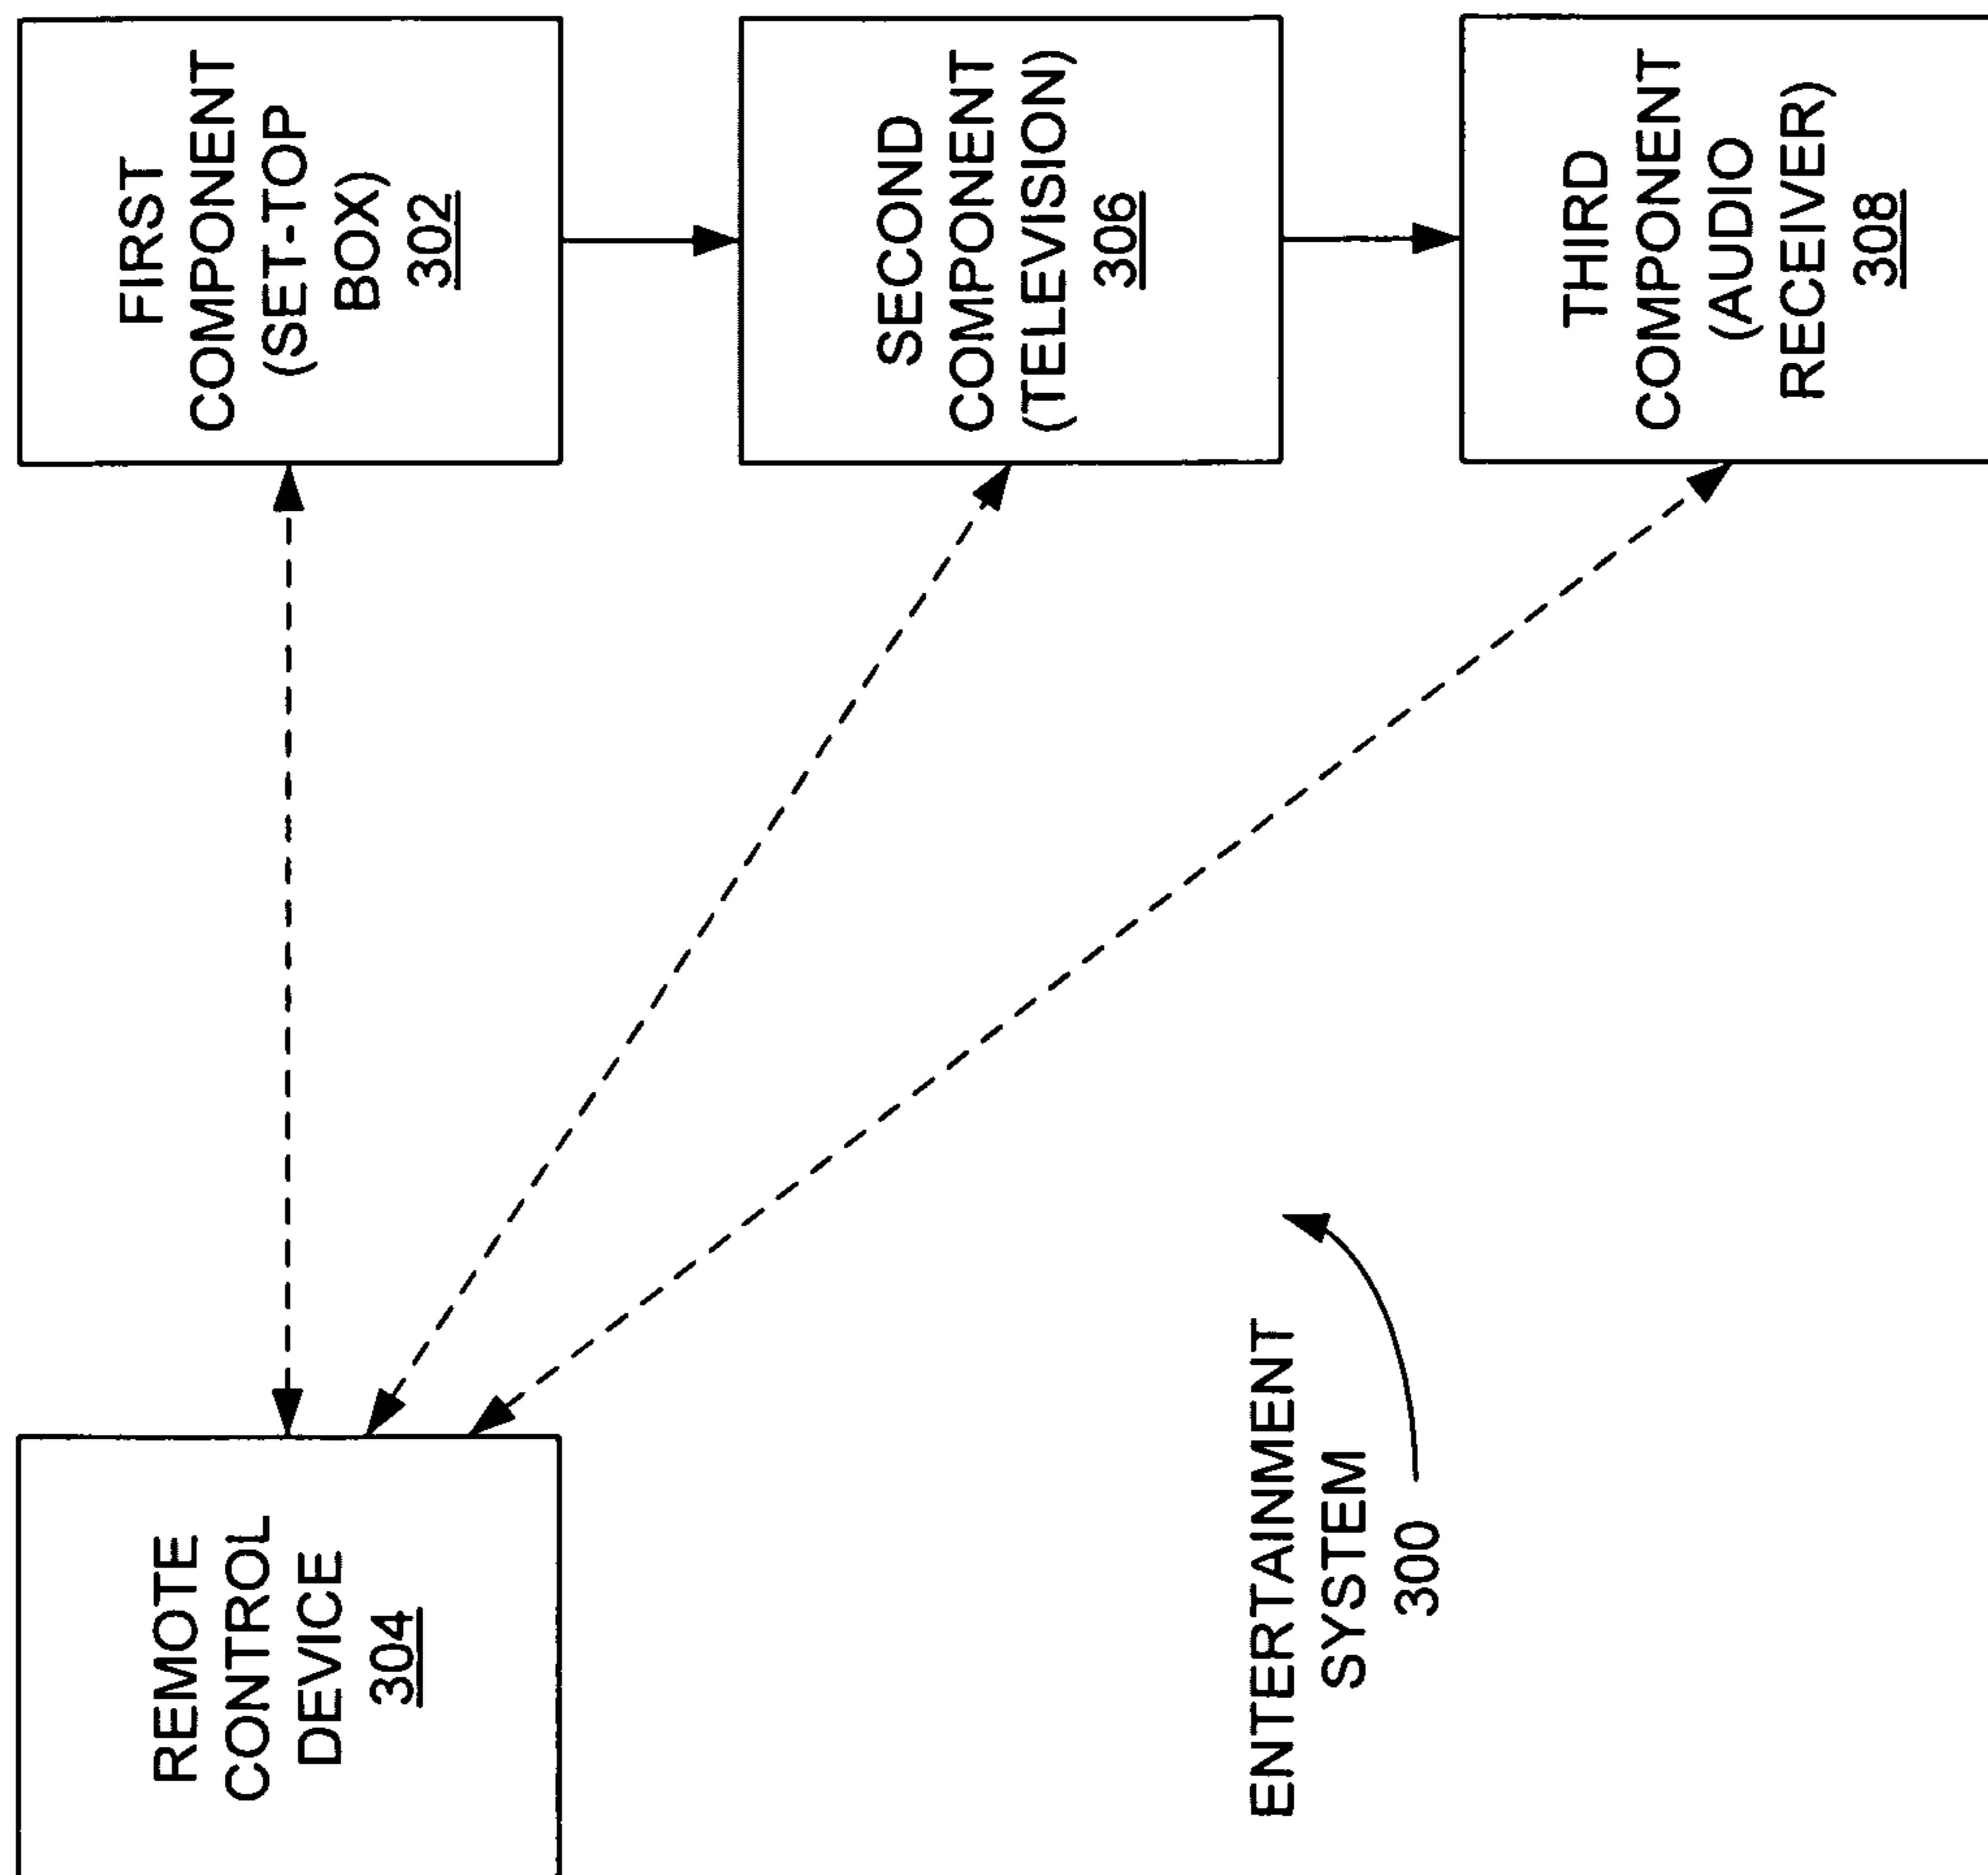 FIRST
COMPONENT
(SET-TOP
BOX)
302
SECOND
COMPONENT
(TELEVISION)
306
THIRD
COMPONENT
(AUDIO
RECEIVER)
308
REMOTE
CONTROL
DEVICE
304
ENTERTAINMENT
SYSTEM
300